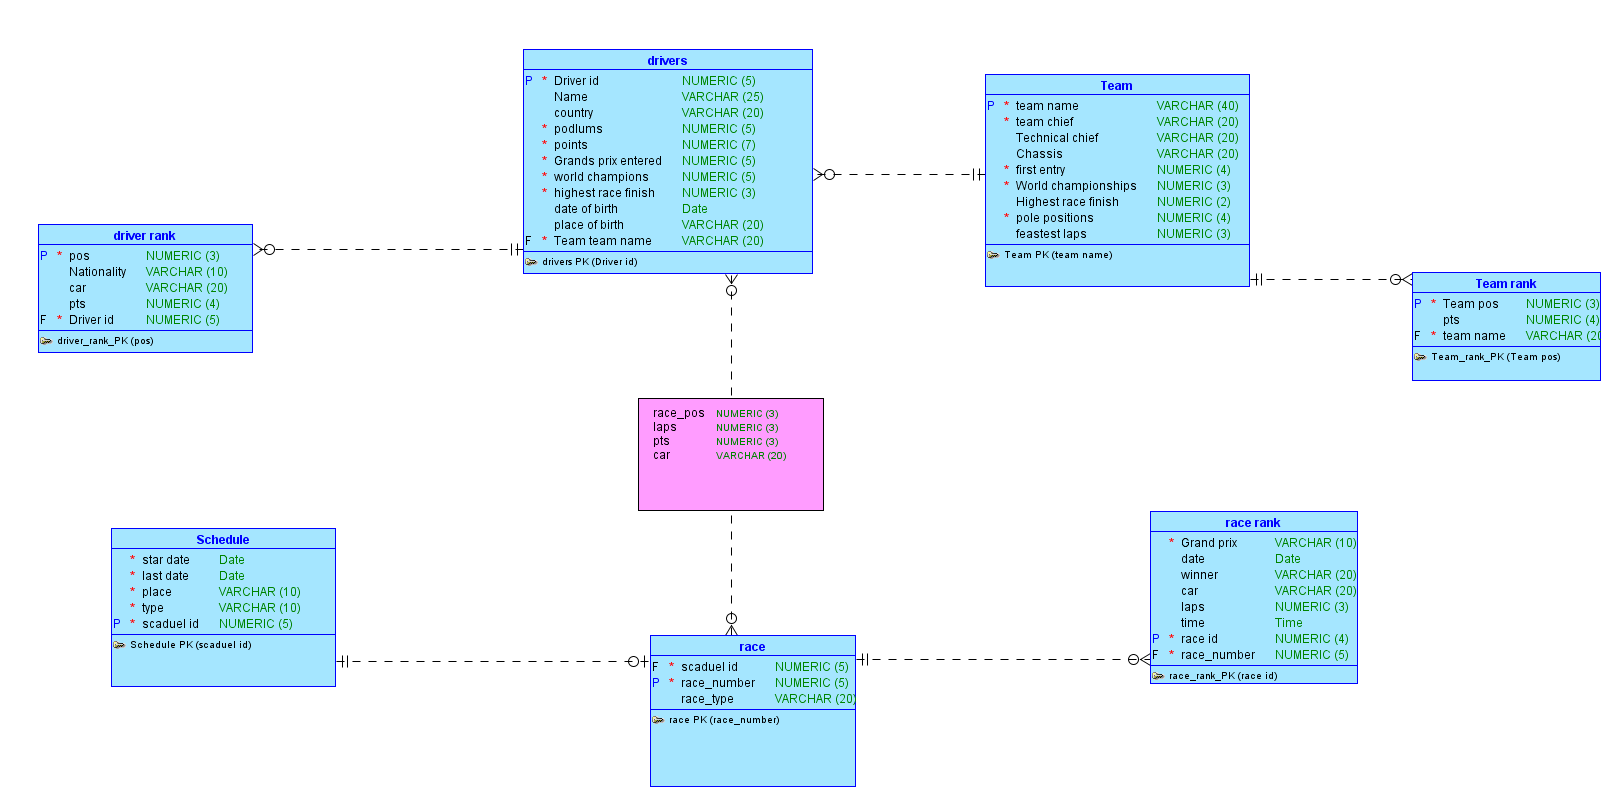 drivers
P * Driver id NUMERIC (5)
Name VARCHAR (25)
country VARCHAR (20)
* podlums NUMERIC (5)
* points NUMERIC (7)
* Grands prix entered NUMERIC (5)
* world champions NUMERIC (5)
* highest race finish NUMERIC (3)
date of birth Date
place of birth VARCHAR (20)
F * Team team name VARCHAR (20)
drivers PK (Driver id)
Team
P * team name VARCHAR (40)
* team chief VARCHAR (20)
Technical chief VARCHAR (20)
Chassis VARCHAR (20)
* first entry NUMERIC (4)
* World championships NUMERIC (3)
Highest race finish NUMERIC (2)
* pole positions NUMERIC (4)
feastest laps NUMERIC (3)
Team PK (team name)
driver rank
P * pos NUMERIC (3)
Nationality VARCHAR (10)
car VARCHAR (20)
pts NUMERIC (4)
F * Driver id NUMERIC (5)
driver_rank_PK (pos)
Team rank
P * Team pos NUMERIC (3)
pts NUMERIC (4)
F * team name VARCHAR (20
Team_rank_PK (Team pos)
race_pos NUMERIC (3)
laps NUMERIC (3)
pts NUMERIC (3)
car VARCHAR (20)
Schedule
* star date Date
* last date Date
* place VARCHAR (10)
* type VARCHAR (10)
P * scaduel id NUMERIC (5)
Schedule PK (scaduel id)
race rank
* Grand prix VARCHAR (10)
date Date
winner VARCHAR (20)
car VARCHAR (20)
laps NUMERIC (3)
time Time
P * race id NUMERIC (4)
F * race_number NUMERIC (5)
race_rank_PK (race id)
race
F * scaduel id NUMERIC (5)
P * race_number NUMERIC (5)
race_type VARCHAR (20)
race PK (race_number)